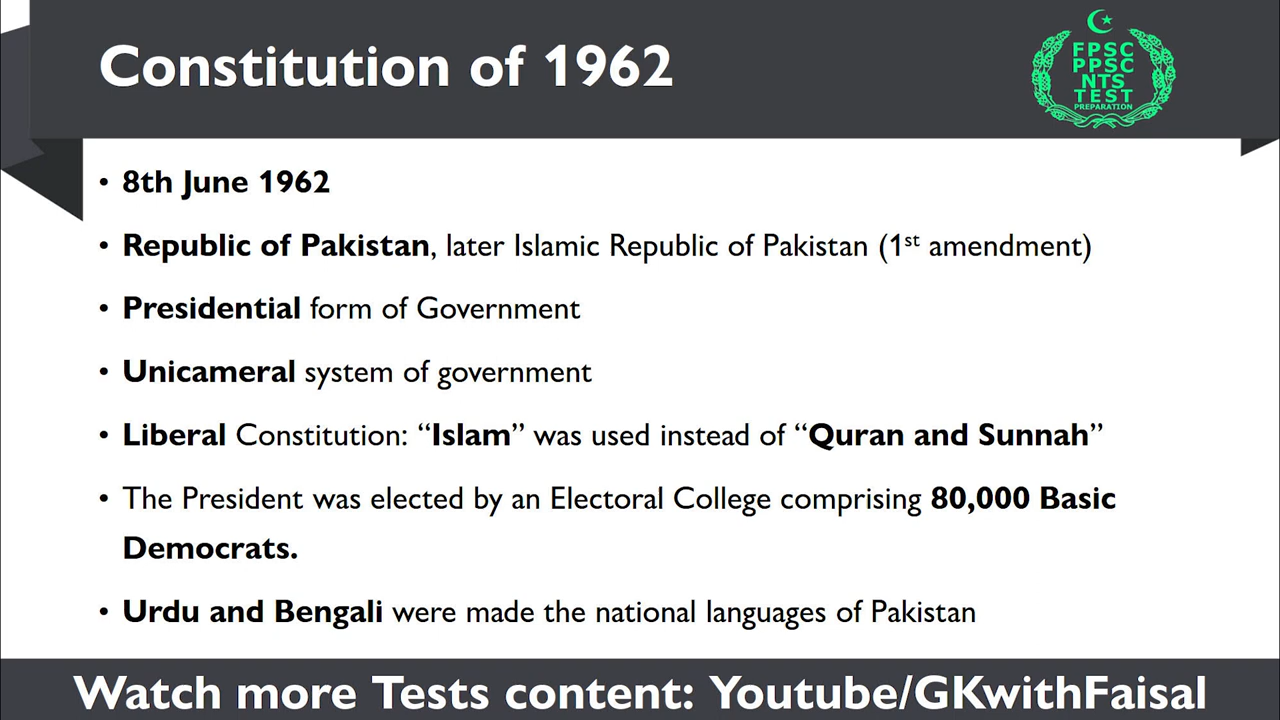 Constitution of 1962
FPSC
PPSC
NTS
TEST
PREPARATION
• 8th June 1962
• Republic of Pakistan, later Islamic Republic of Pakistan (1st amendment)
• Presidential form of Government
• Unicameral system of government
• Liberal Constitution: “Islam” was used instead of “Quran and Sunnah”
• The President was elected by an Electoral College comprising 80,000 Basic
Democrats.
• Urdu and Bengali were made the national languages of Pakistan
Watch more Tests content: Youtube/GKwithFaisal